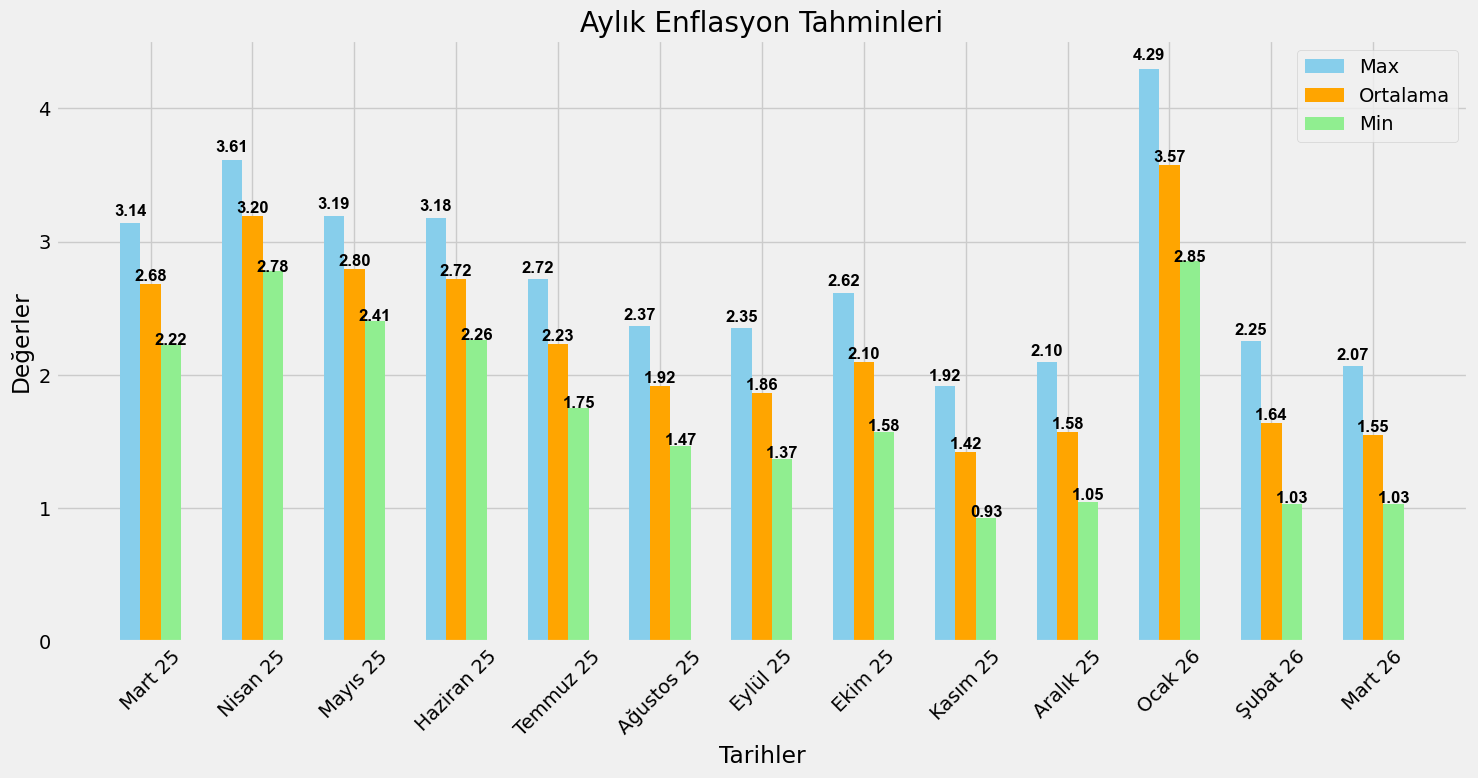 Aylık Enflasyon Tahminleri
Max
Ortalama
Min
Değerler
4
3
2
1
0
3.14 2.68 2.22
3.61 3.20 2.78
3.19 2.80 2.41
3.18 2.72 2.26
2.72 2.23 1.75
2.37 1.92 1.47
2.35 1.86 1.37
2.62 2.10 1.58
1.92 1.42 0.93
2.10 1.58 1.05
4.29 3.57 2.85
2.25 1.64 1.03
2.07 1.55 1.03
Mart 25
Nisan 25
Mayıs 25
Haziran 25
Temmuz 25
Ağustos 25
Eylül 25
Ekim 25
Kasım 25
Aralık 25
Ocak 26
Şubat 26
Mart 26
Tarihler